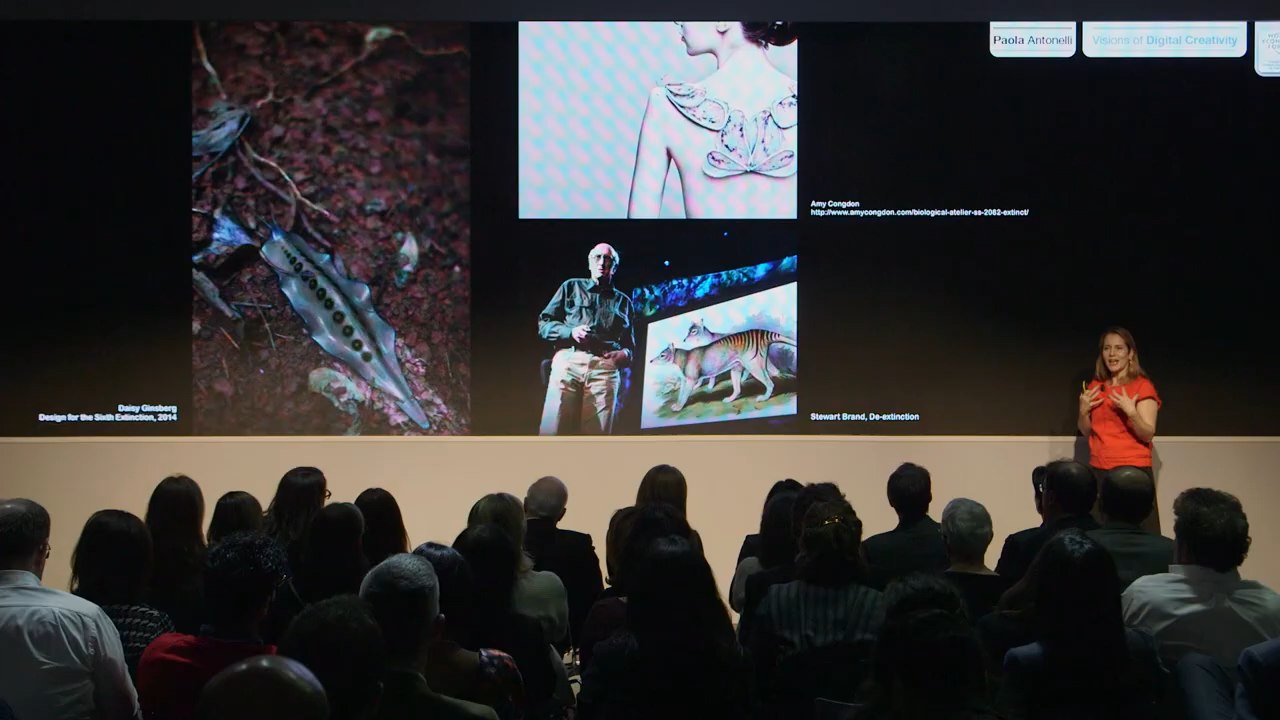 Paola Antonelli
Visions of Digital Creativity
Amy Congdon
http://www.amycongdon.com/biological-atelier-ss-2082-extinct/
Daisy Ginsberg
Design for the Sixth Extinction, 2014
Stewart Brand, De-extinction